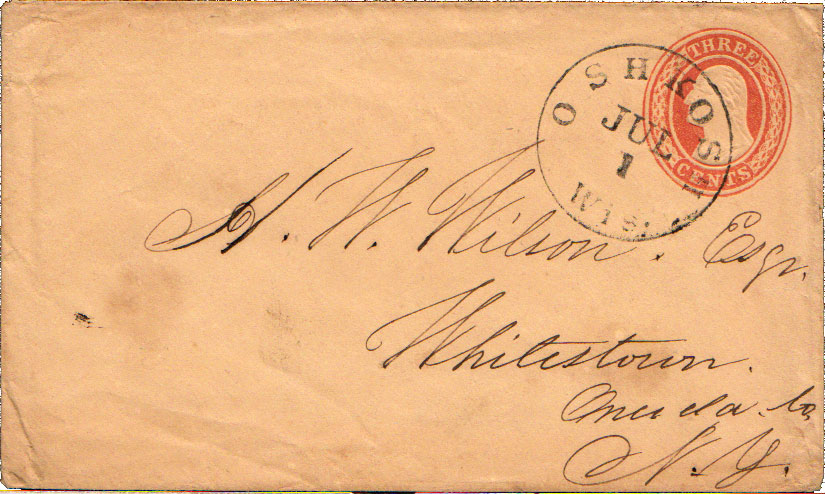 THREE
CENTS
OSHKOSH
JUL
1
WIS.
H. W. Wilson. Esqr.
Whitestown.
Oneida Co
N. Y.